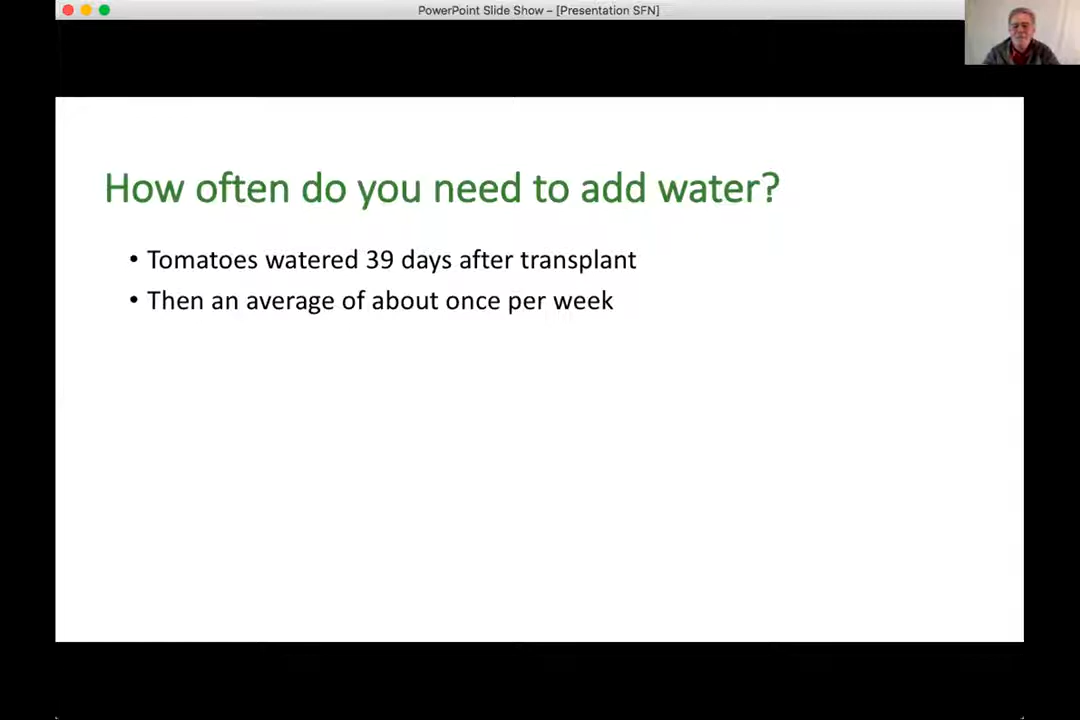 PowerPoint Slide Show – [Presentation SFN]
How often do you need to add water?
• Tomatoes watered 39 days after transplant
• Then an average of about once per week